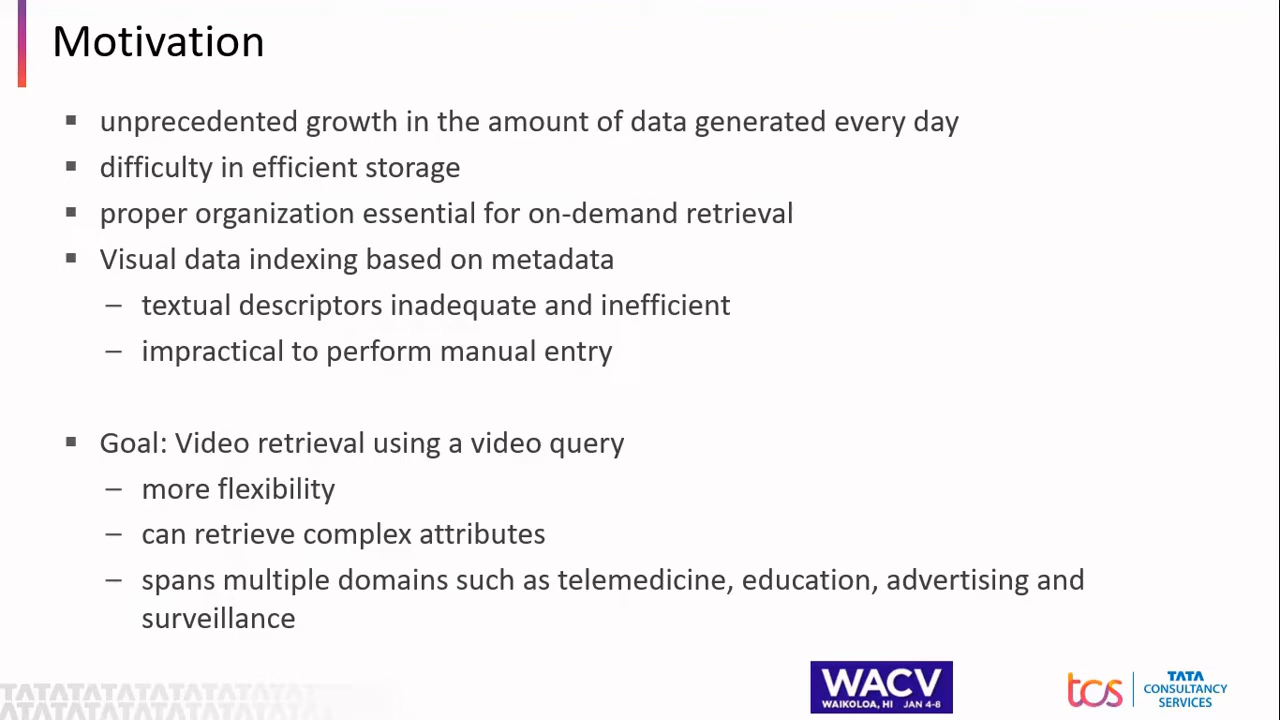 Motivation
unprecedented growth in the amount of data generated every day
difficulty in efficient storage
proper organization essential for on-demand retrieval
Visual data indexing based on metadata
– textual descriptors inadequate and inefficient
– impractical to perform manual entry
Goal: Video retrieval using a video query
– more flexibility
– can retrieve complex attributes
– spans multiple domains such as telemedicine, education, advertising and
surveillance
WACV
WAIKOLOA, HI JAN 4-8
tcs
TATA
CONSULTANCY
SERVICES
TATATATATATATATATATATA
TATATATATATATATATATATA